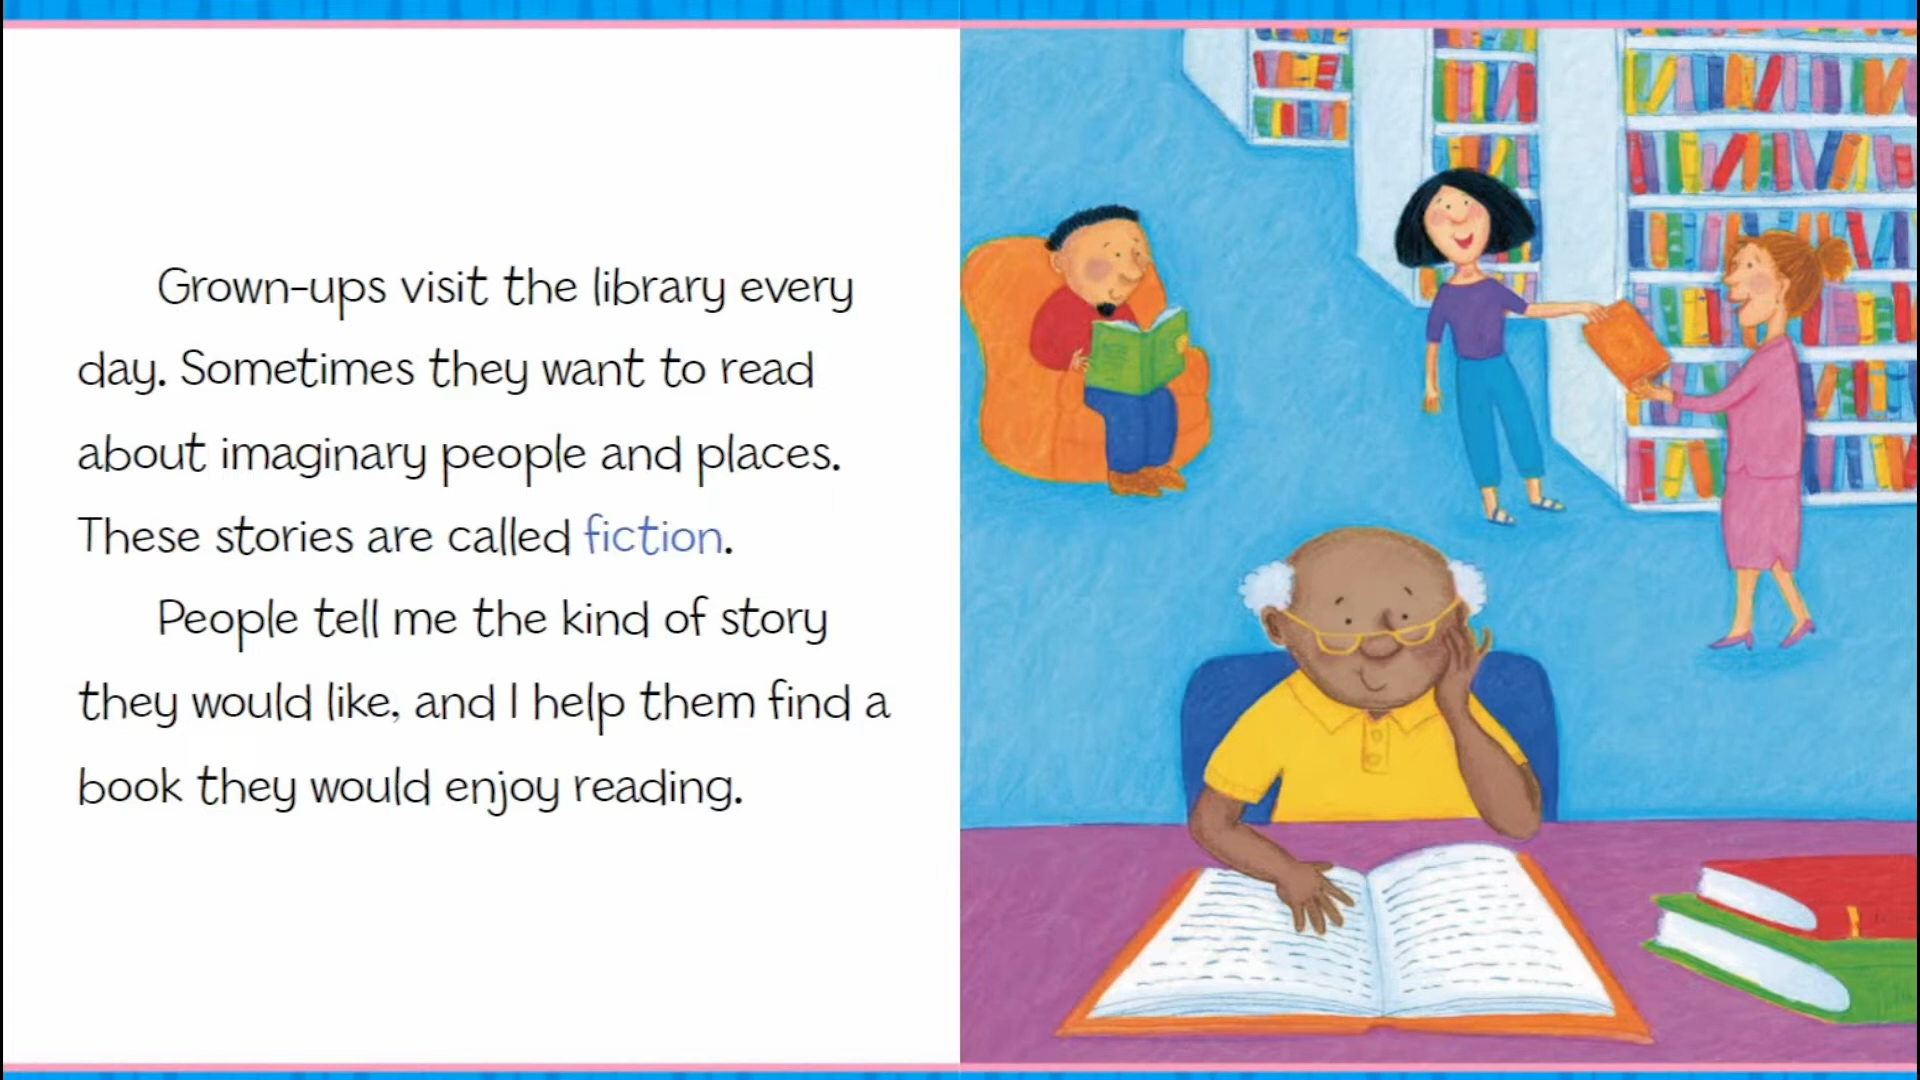 Grown-ups visit the library every
day. Sometimes they want to read
about imaginary people and places.
These stories are called fiction.
People tell me the kind of story
they would like, and I help them find a
book they would enjoy reading.